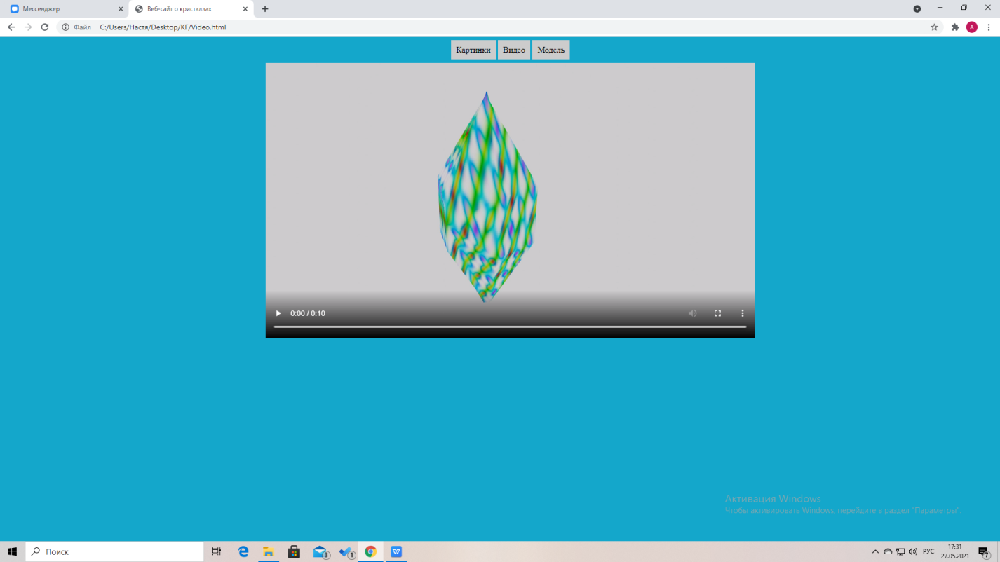 Мессенджер
Веб-сайт о кристаллах
Файл
C:/Users/Настя/Desktop/КГ/Video.html
A
Картинки
Видео
Модель
0:00 / 0:10
Активация Windows
Чтобы активировать Windows, перейдите в раздел "Параметры".
Поиск
3
1
РУС
17:31
27.05.2021
7